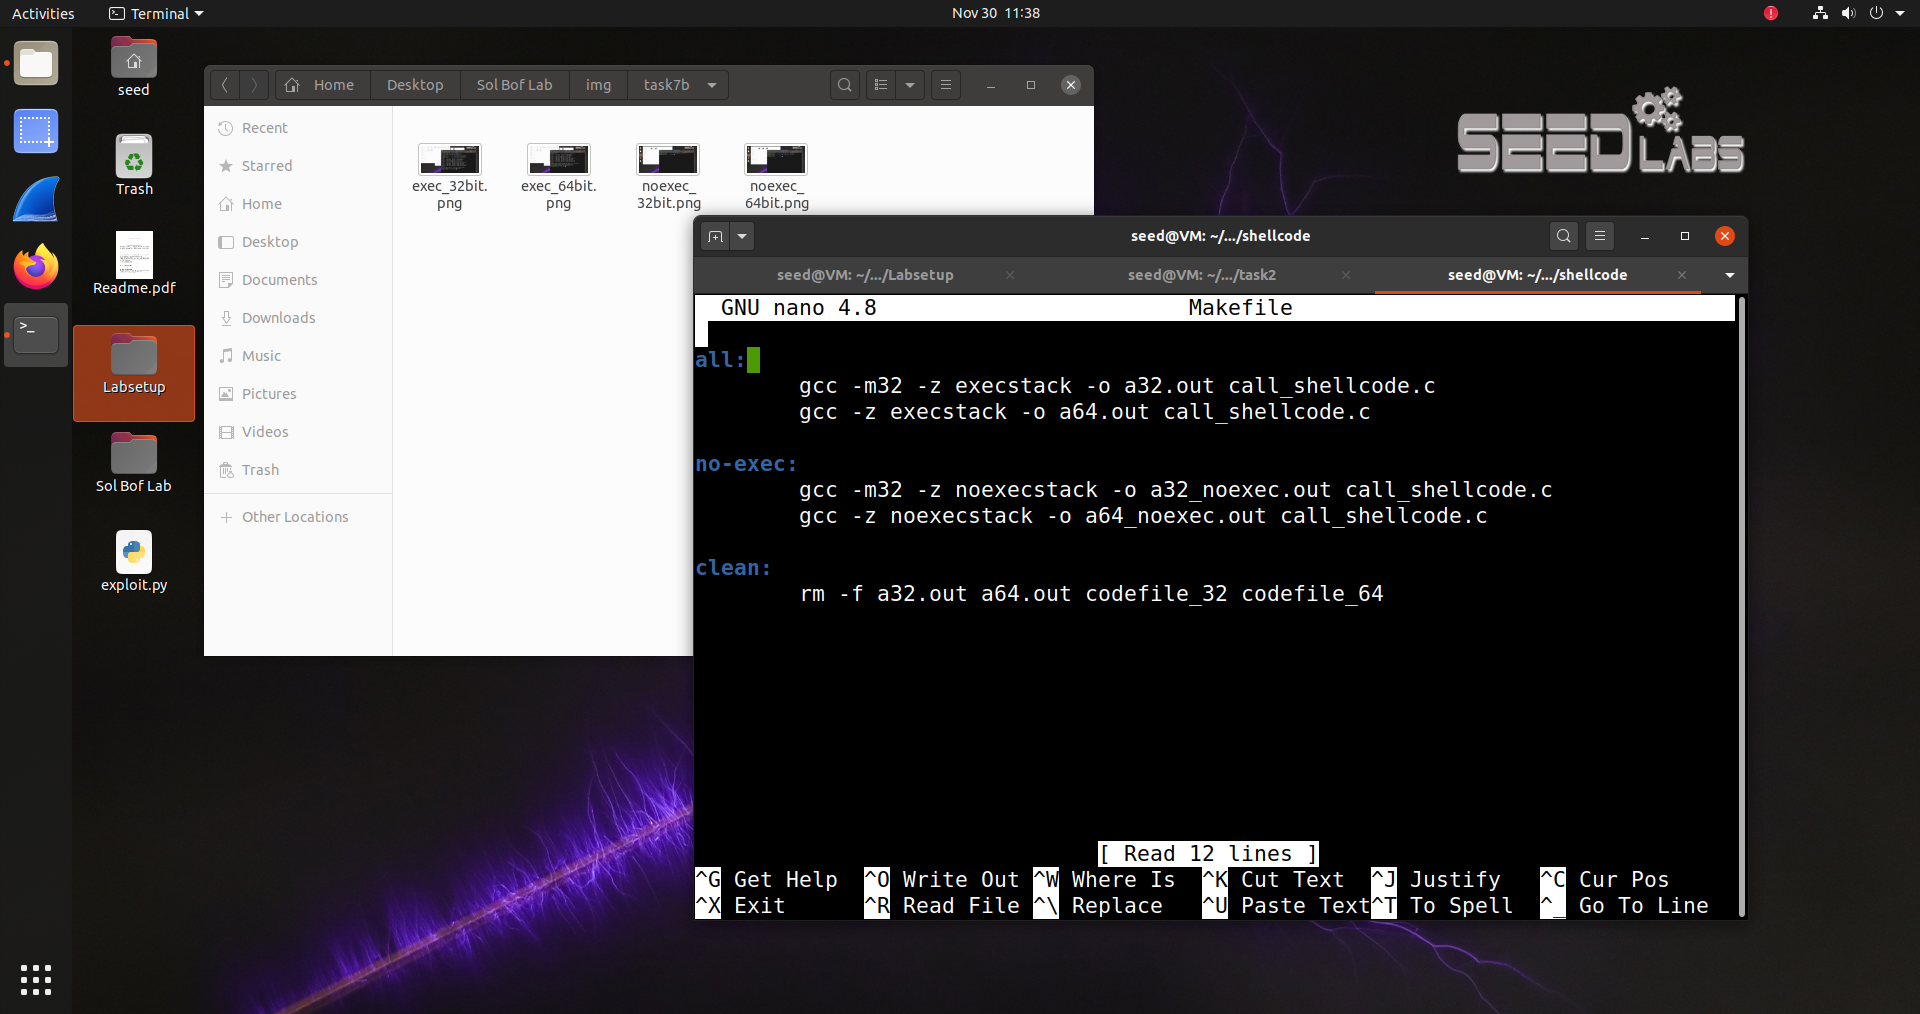 Activities
Terminal
Nov 30 11:38
seed
Trash
Readme.pdf
Labsetup
Sol Bof Lab
exploit.py
Home
Desktop
Sol Bof Lab
img
task7b
Recent
Starred
Home
Desktop
Documents
Downloads
Music
Pictures
Videos
Trash
Other Locations
exec_32bit.
png
exec_64bit.
png
noexec_
32bit.png
noexec_
64bit.png
SEED LABS
seed@VM: ~/.../shellcode
seed@VM: ~/.../Labsetup
seed@VM: ~/.../task2
seed@VM: ~/.../shellcode
GNU nano 4.8 Makefile
all:
gcc -m32 -z execstack -o a32.out call_shellcode.c
gcc -z execstack -o a64.out call_shellcode.c
no-exec:
gcc -m32 -z noexecstack -o a32_noexec.out call_shellcode.c
gcc -z noexecstack -o a64_noexec.out call_shellcode.c
clean:
rm -f a32.out a64.out codefile_32 codefile_64
[ Read 12 lines ]
^G Get Help ^O Write Out ^W Where Is ^K Cut Text ^J Justify ^C Cur Pos
^X Exit ^R Read File ^\ Replace ^U Paste Text ^T To Spell ^_ Go To Line